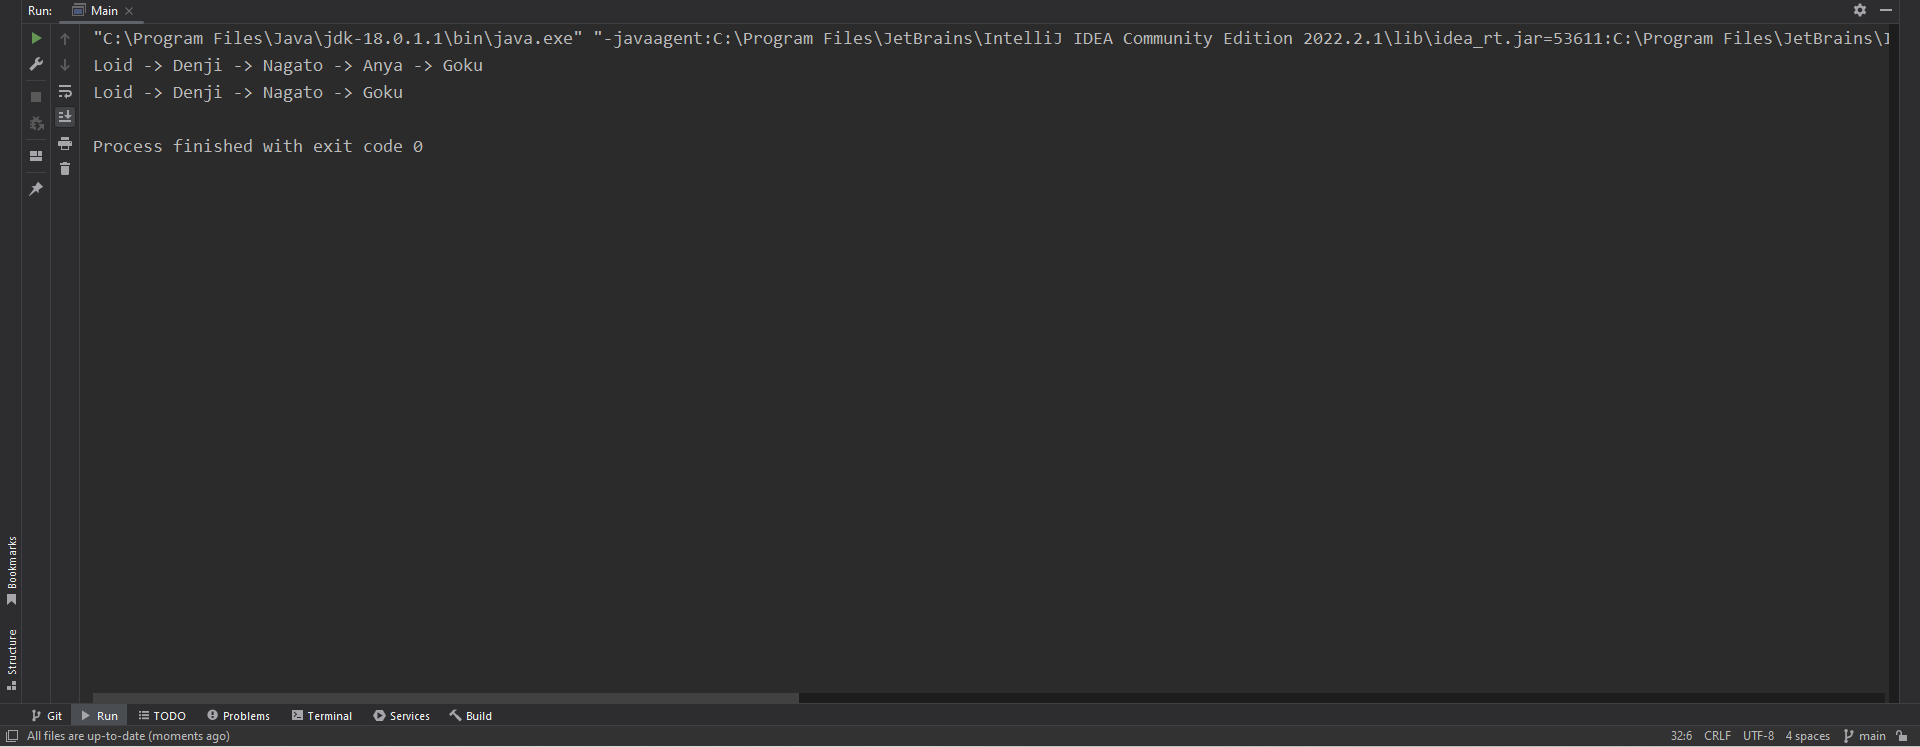 Run: Main
"C:\Program Files\Java\jdk-18.0.1.1\bin\java.exe" "-javaagent:C:\Program Files\JetBrains\IntelliJ IDEA Community Edition 2022.2.1\lib\idea_rt.jar=53611:C:\Program Files\JetBrains\I
Loid -> Denji -> Nagato -> Anya -> Goku
Loid -> Denji -> Nagato -> Goku
Process finished with exit code 0
Bookmarks
Structure
Git Run TODO Problems Terminal Services Build
All files are up-to-date (moments ago) 32:6 CRLF UTF-8 4 spaces main